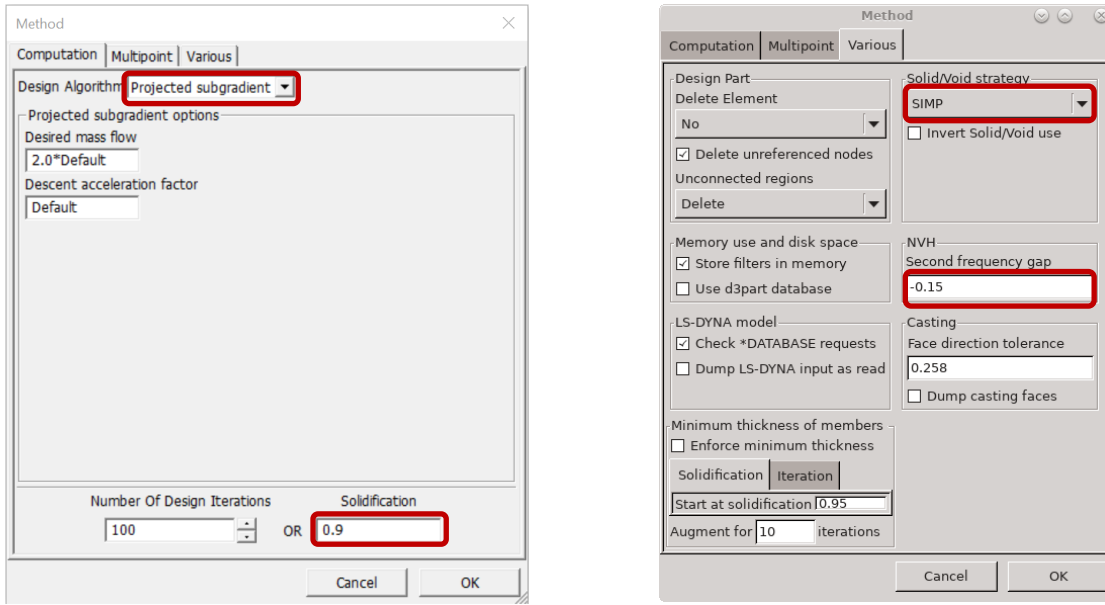 Method
Computation Multipoint Various
Design Algorithm Projected subgradient
Projected subgradient options
Desired mass flow
2.0*Default
Descent acceleration factor
Default
Number Of Design Iterations Solidification
100 OR 0.9
Cancel OK
Method
Computation Multipoint Various
Design Part
Delete Element
No
Delete unreferenced nodes
Unconnected regions
Delete
Solid/Void strategy
SIMP
Invert Solid/Void use
Memory use and disk space
Store filters in memory
Use d3part database
NVH
Second frequency gap
-0.15
LS-DYNA model
Check *DATABASE requests
Dump LS-DYNA input as read
Casting
Face direction tolerance
0.258
Dump casting faces
Minimum thickness of members
Enforce minimum thickness
Solidification Iteration
Start at solidification 0.95
Augment for 10 iterations
Cancel OK